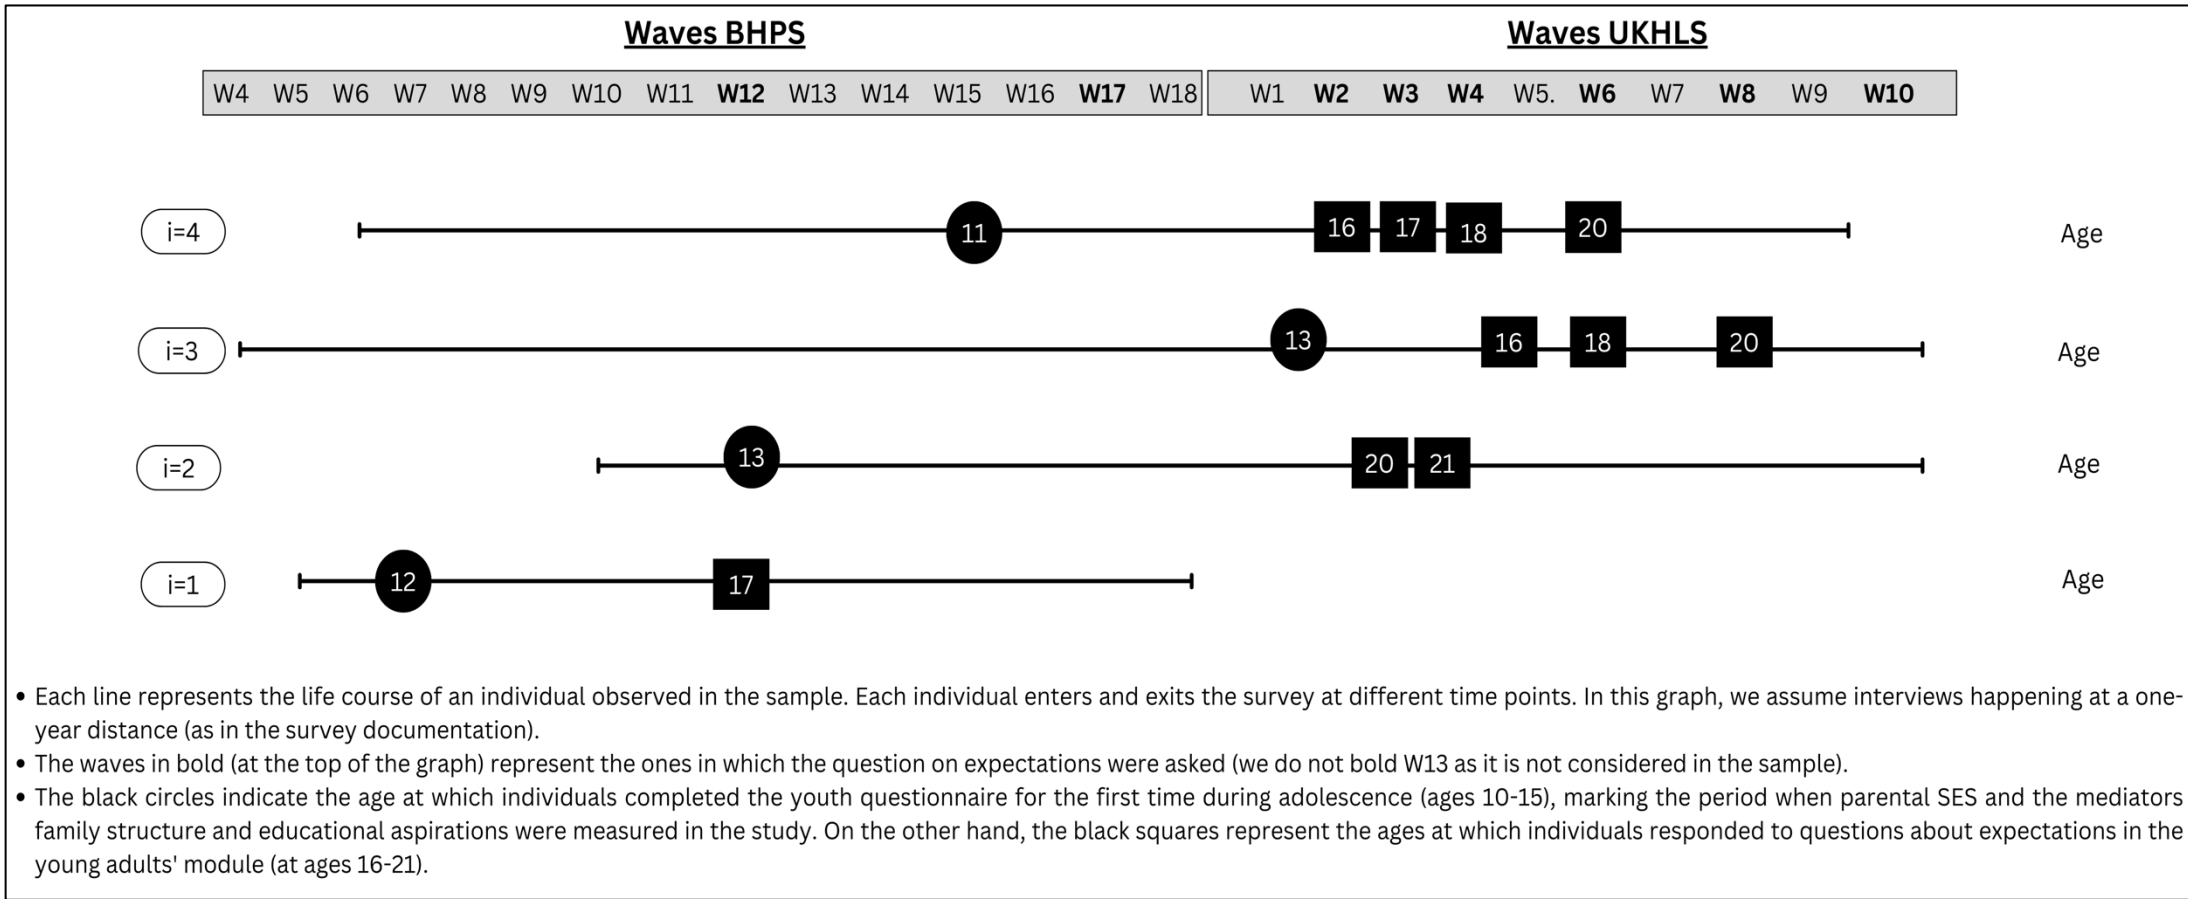 Waves BHPS
Waves UKHLS
W4 W5 W6 W7 W8 W9 W10 W11 W12 W13 W14 W15 W16 W17 W18 W1 W2 W3 W4 W5. W6 W7 W8 W9 W10
i=4 11 16 17 18 20 Age
i=3 13 16 18 20 Age
i=2 13 20 21 Age
i=1 12 17 Age
• Each line represents the life course of an individual observed in the sample. Each individual enters and exits the survey at different time points. In this graph, we assume interviews happening at a one-
year distance (as in the survey documentation).
• The waves in bold (at the top of the graph) represent the ones in which the question on expectations were asked (we do not bold W13 as it is not considered in the sample).
• The black circles indicate the age at which individuals completed the youth questionnaire for the first time during adolescence (ages 10-15), marking the period when parental SES and the mediators
family structure and educational aspirations were measured in the study. On the other hand, the black squares represent the ages at which individuals responded to questions about expectations in the
young adults' module (at ages 16-21).